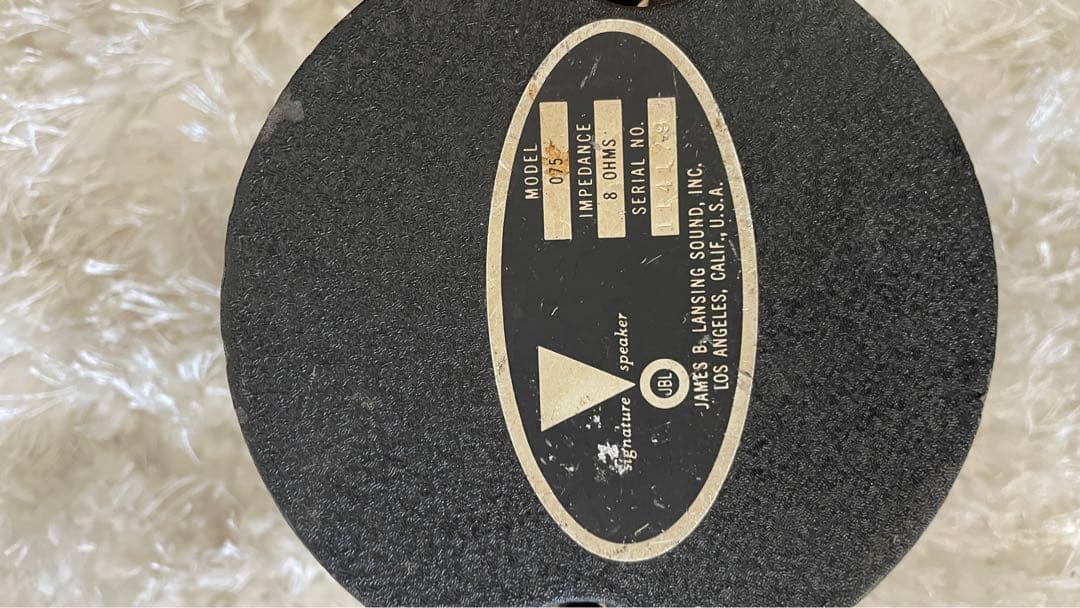 MODEL
075
IMPEDANCE
8 OHMS
SERIAL NO.
signature speaker
JBL
JAMES B. LANSING SOUND, INC.
LOS ANGELES, CALIF., U.S.A.